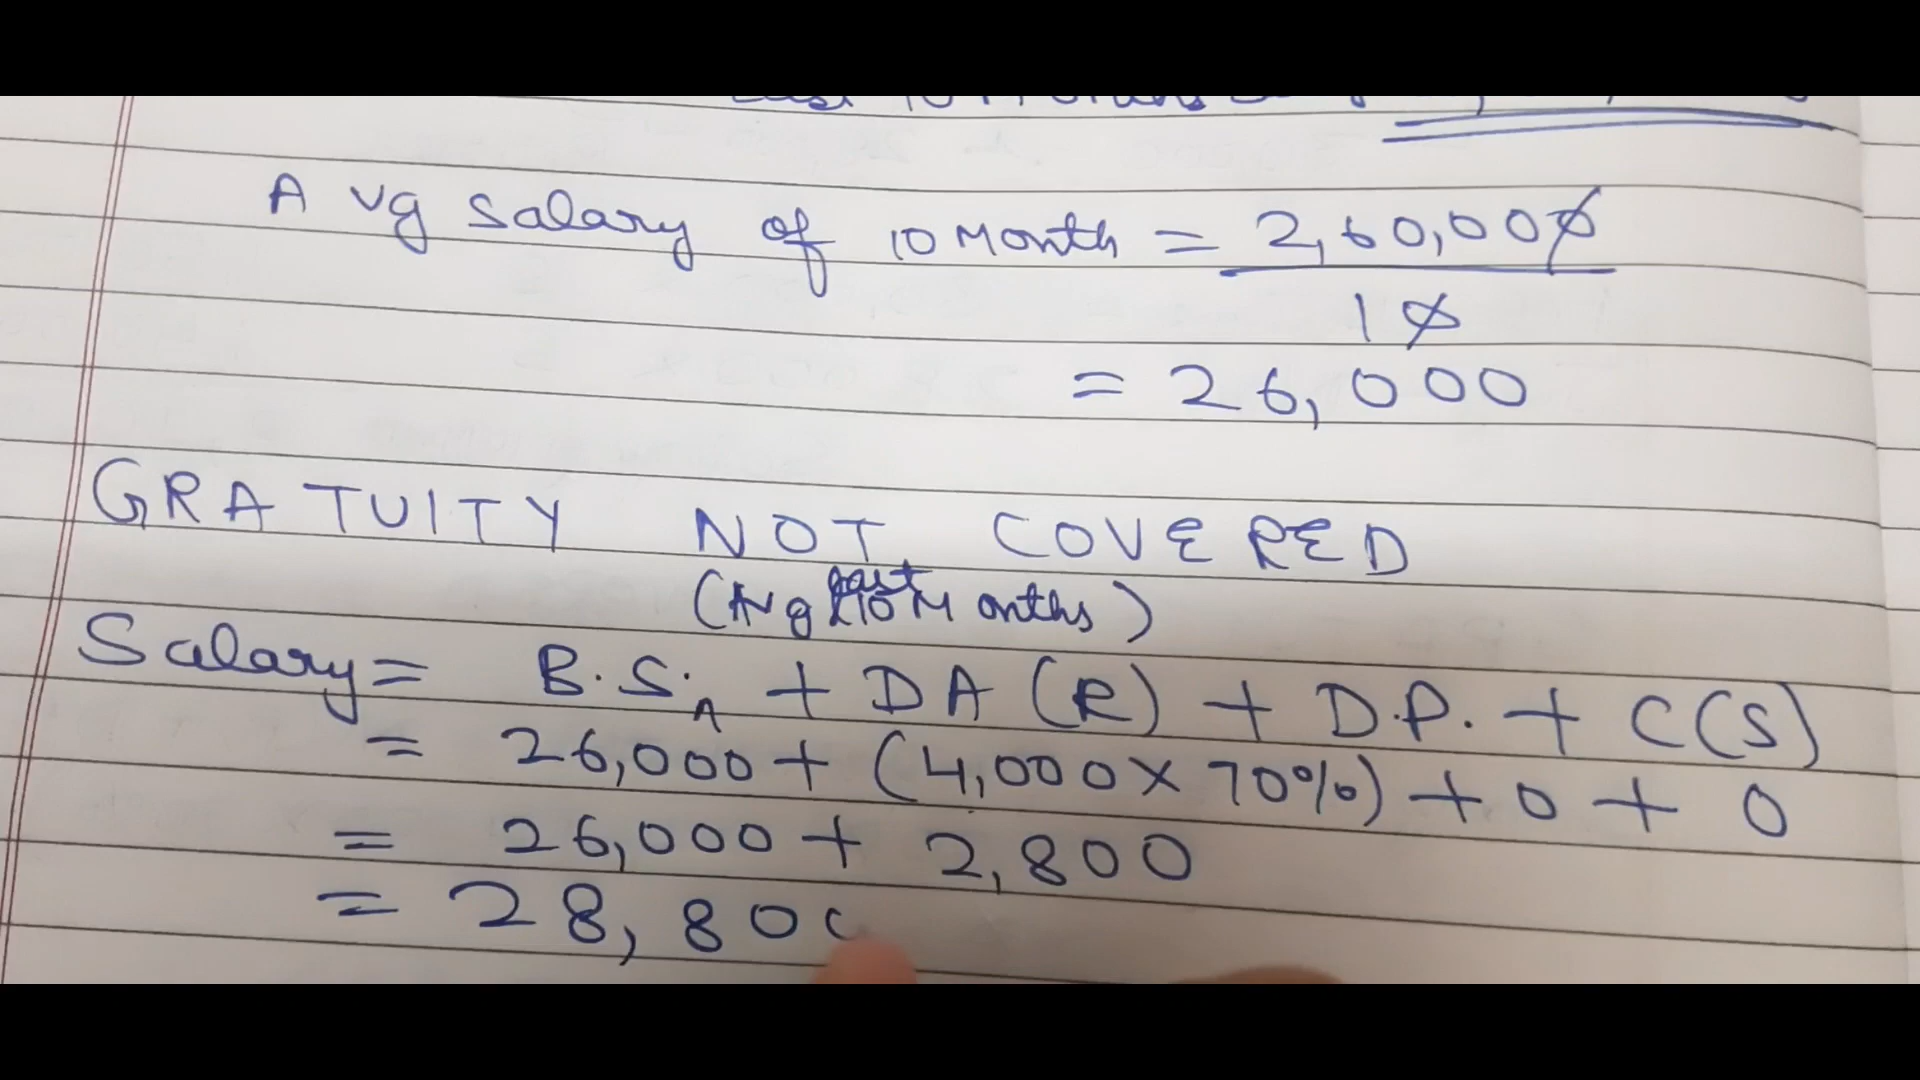 Avg Salary of 10 Month = 2,60,000
10
= 26,000
GRATUITY NOT COVERED
(Avg last 10 Months)
Salary = B.S.A + DA (R) + D.P. + C(S)
= 26,000 + (4,000 x 70%) + 0 + 0
= 26,000 + 2,800
= 28,800